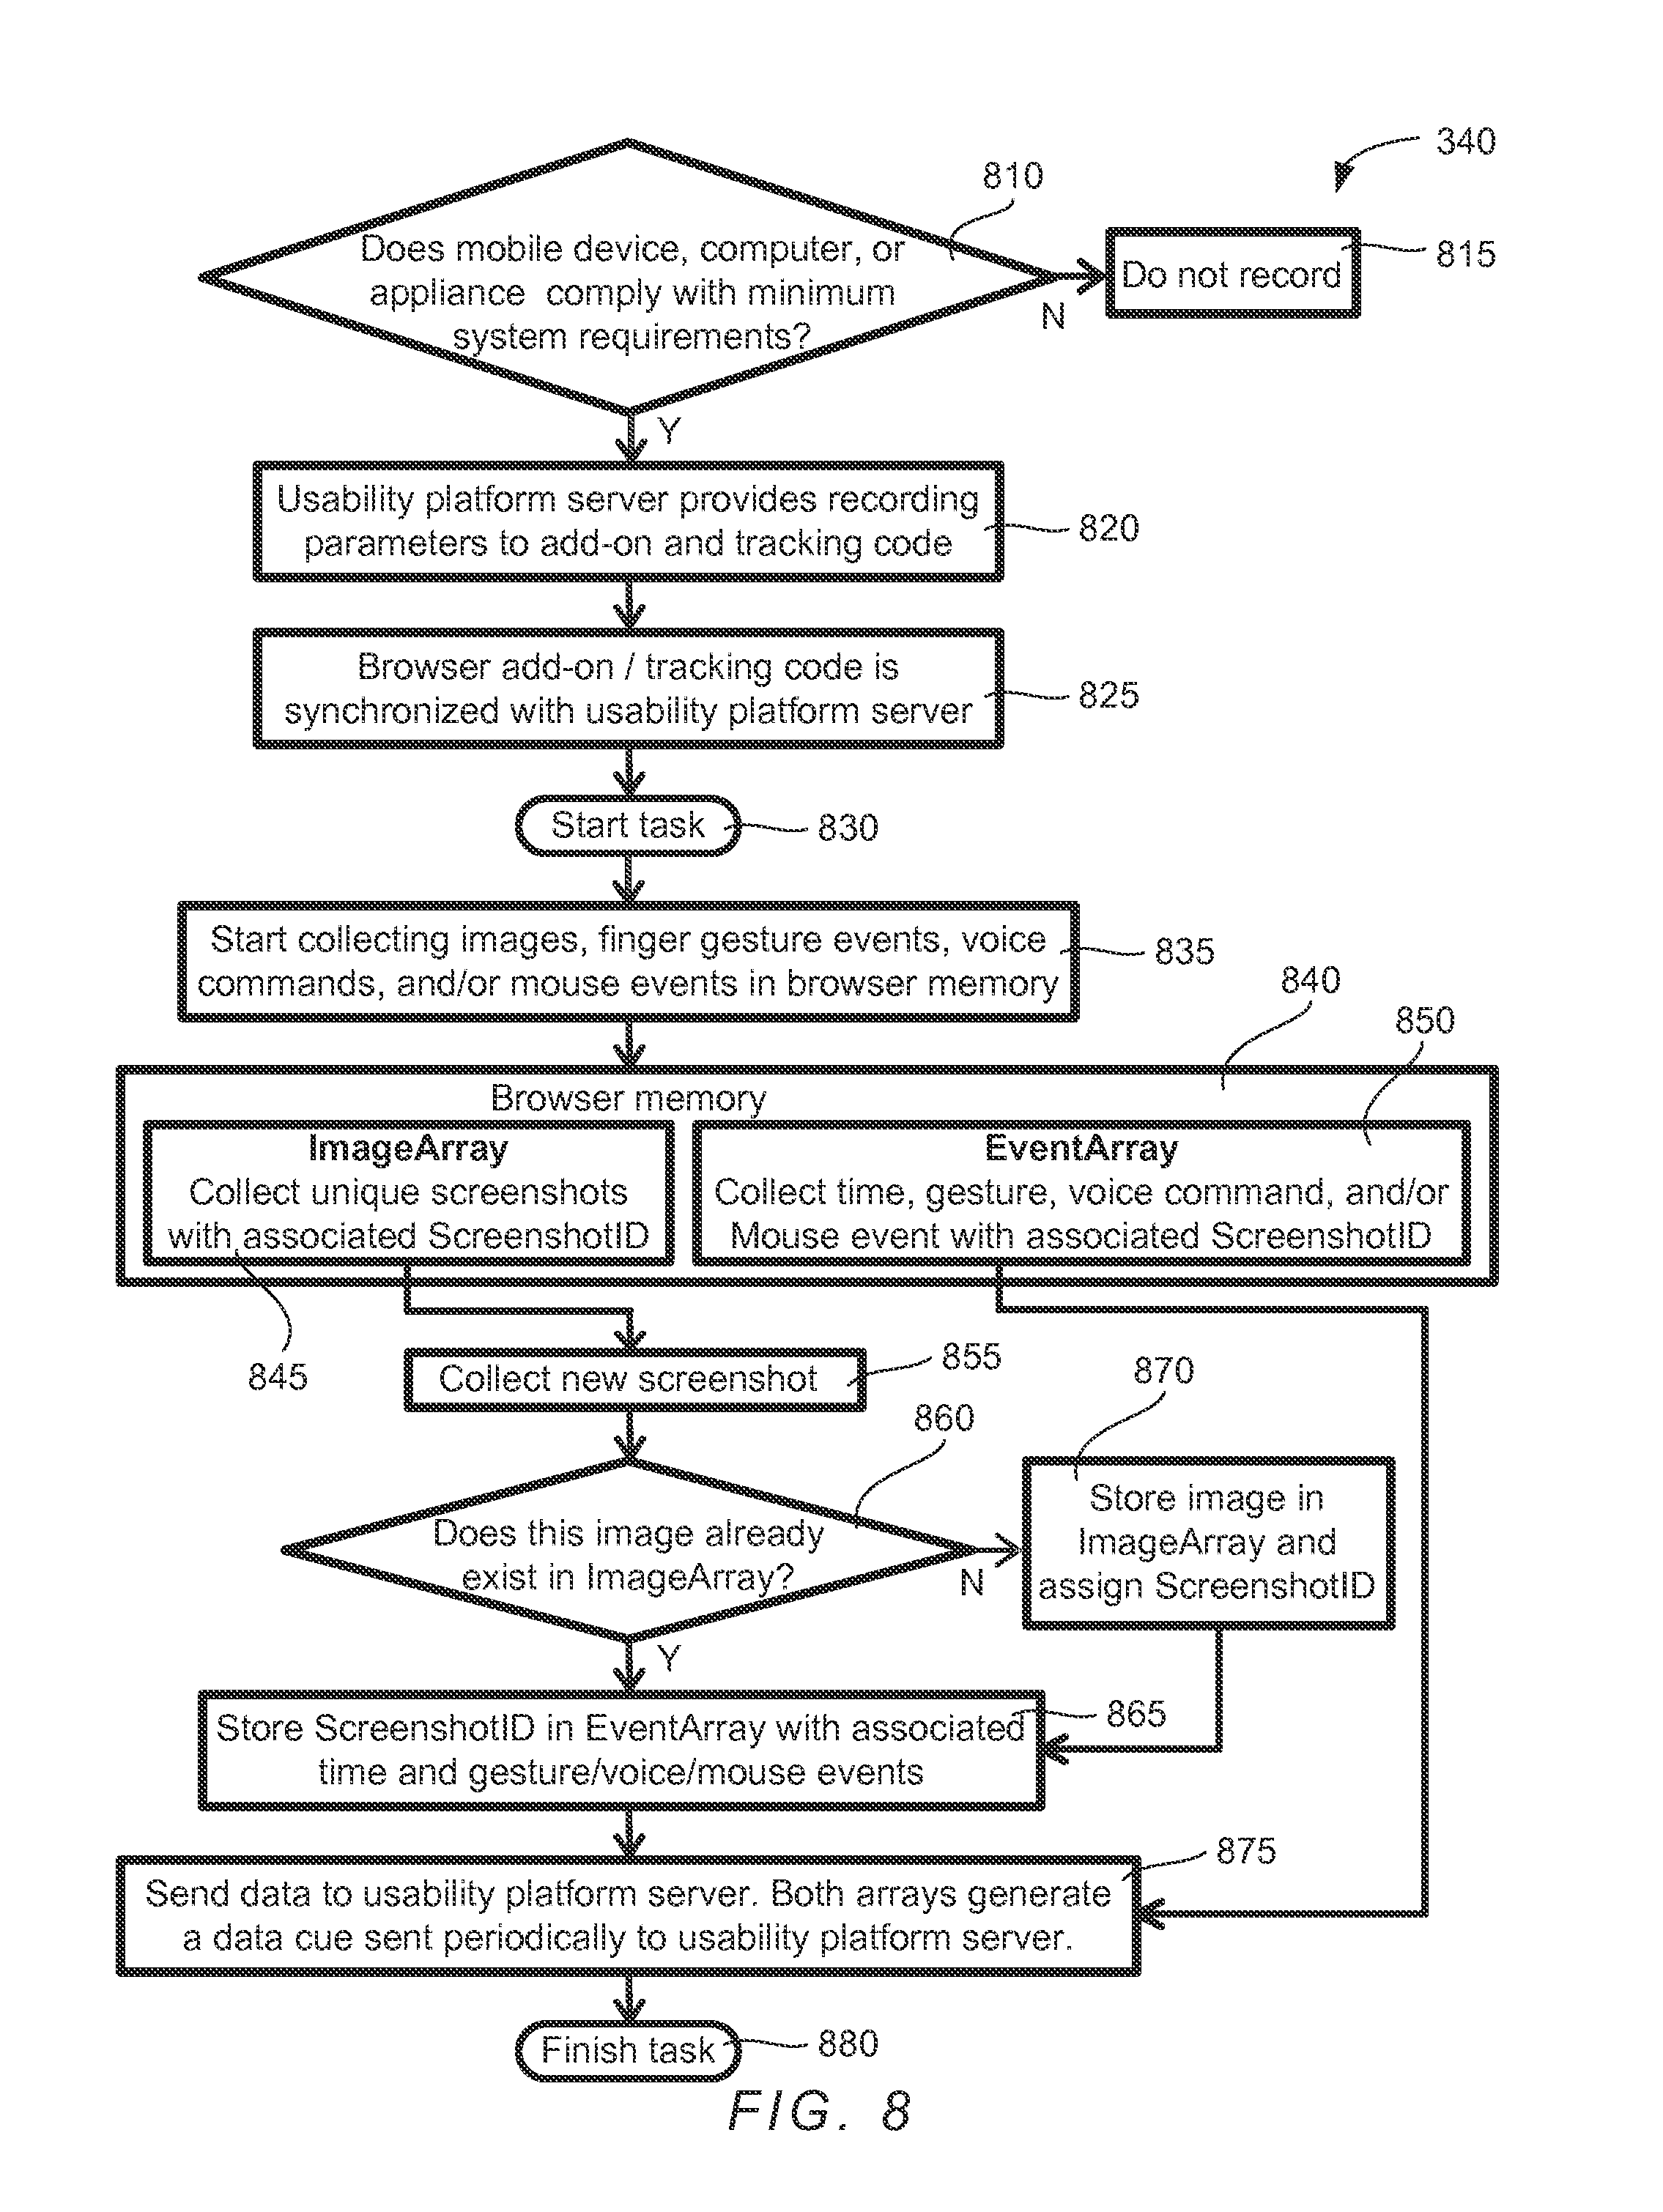 340
810
Does mobile device, computer, or
appliance comply with minimum
system requirements?
N
Do not record
815
Y
Usability platform server provides recording
parameters to add-on and tracking code
820
Browser add-on / tracking code is
synchronized with usability platform server
825
Start task
830
Start collecting images, finger gesture events, voice
commands, and/or mouse events in browser memory
835
840
850
Browser memory
ImageArray
Collect unique screenshots
with associated ScreenshotID
845
EventArray
Collect time, gesture, voice command, and/or
Mouse event with associated ScreenshotID
Collect new screenshot
855
860
870
Does this image already
exist in ImageArray?
N
Store image in
ImageArray and
assign ScreenshotID
Y
Store ScreenshotID in EventArray with associated
time and gesture/voice/mouse events
865
875
Send data to usability platform server. Both arrays generate
a data cue sent periodically to usability platform server.
Finish task
880
FIG. 8